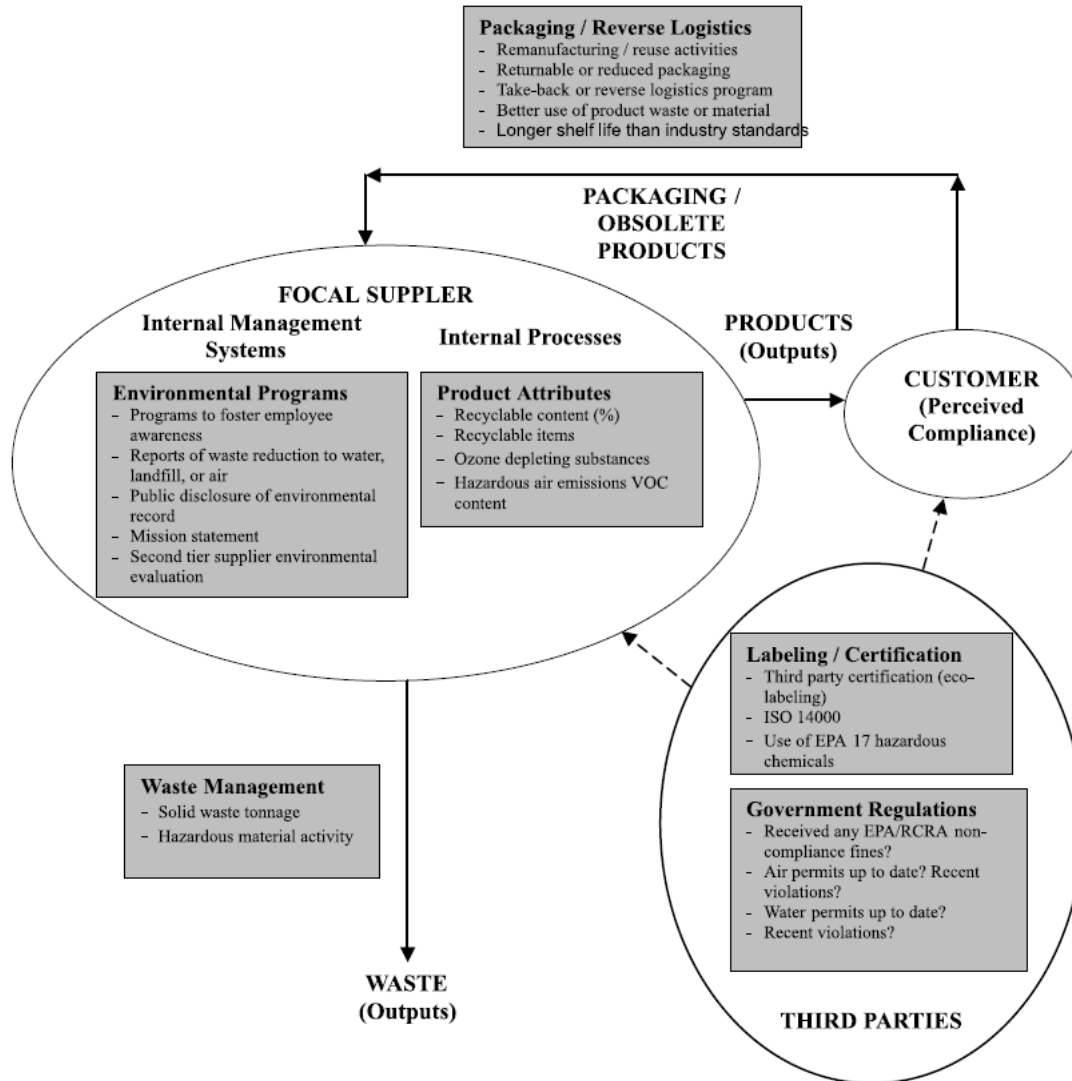 Packaging / Reverse Logistics
- Remanufacturing / reuse activities
- Returnable or reduced packaging
- Take-back or reverse logistics program
- Better use of product waste or material
- Longer shelf life than industry standards
PACKAGING /
OBSOLETE
PRODUCTS
FOCAL SUPPLER
Internal Management
Systems
Internal Processes
Environmental Programs
- Programs to foster employee
awareness
- Reports of waste reduction to water,
landfill, or air
- Public disclosure of environmental
record
- Mission statement
- Second tier supplier environmental
evaluation
Product Attributes
- Recyclable content (%)
- Recyclable items
- Ozone depleting substances
- Hazardous air emissions VOC
content
PRODUCTS
(Outputs)
CUSTOMER
(Perceived
Compliance)
Labeling / Certification
- Third party certification (eco-
labeling)
- ISO 14000
- Use of EPA 17 hazardous
chemicals
Government Regulations
- Received any EPA/RCRA non-
compliance fines?
- Air permits up to date? Recent
violations?
- Water permits up to date?
- Recent violations?
THIRD PARTIES
Waste Management
- Solid waste tonnage
- Hazardous material activity
WASTE
(Outputs)